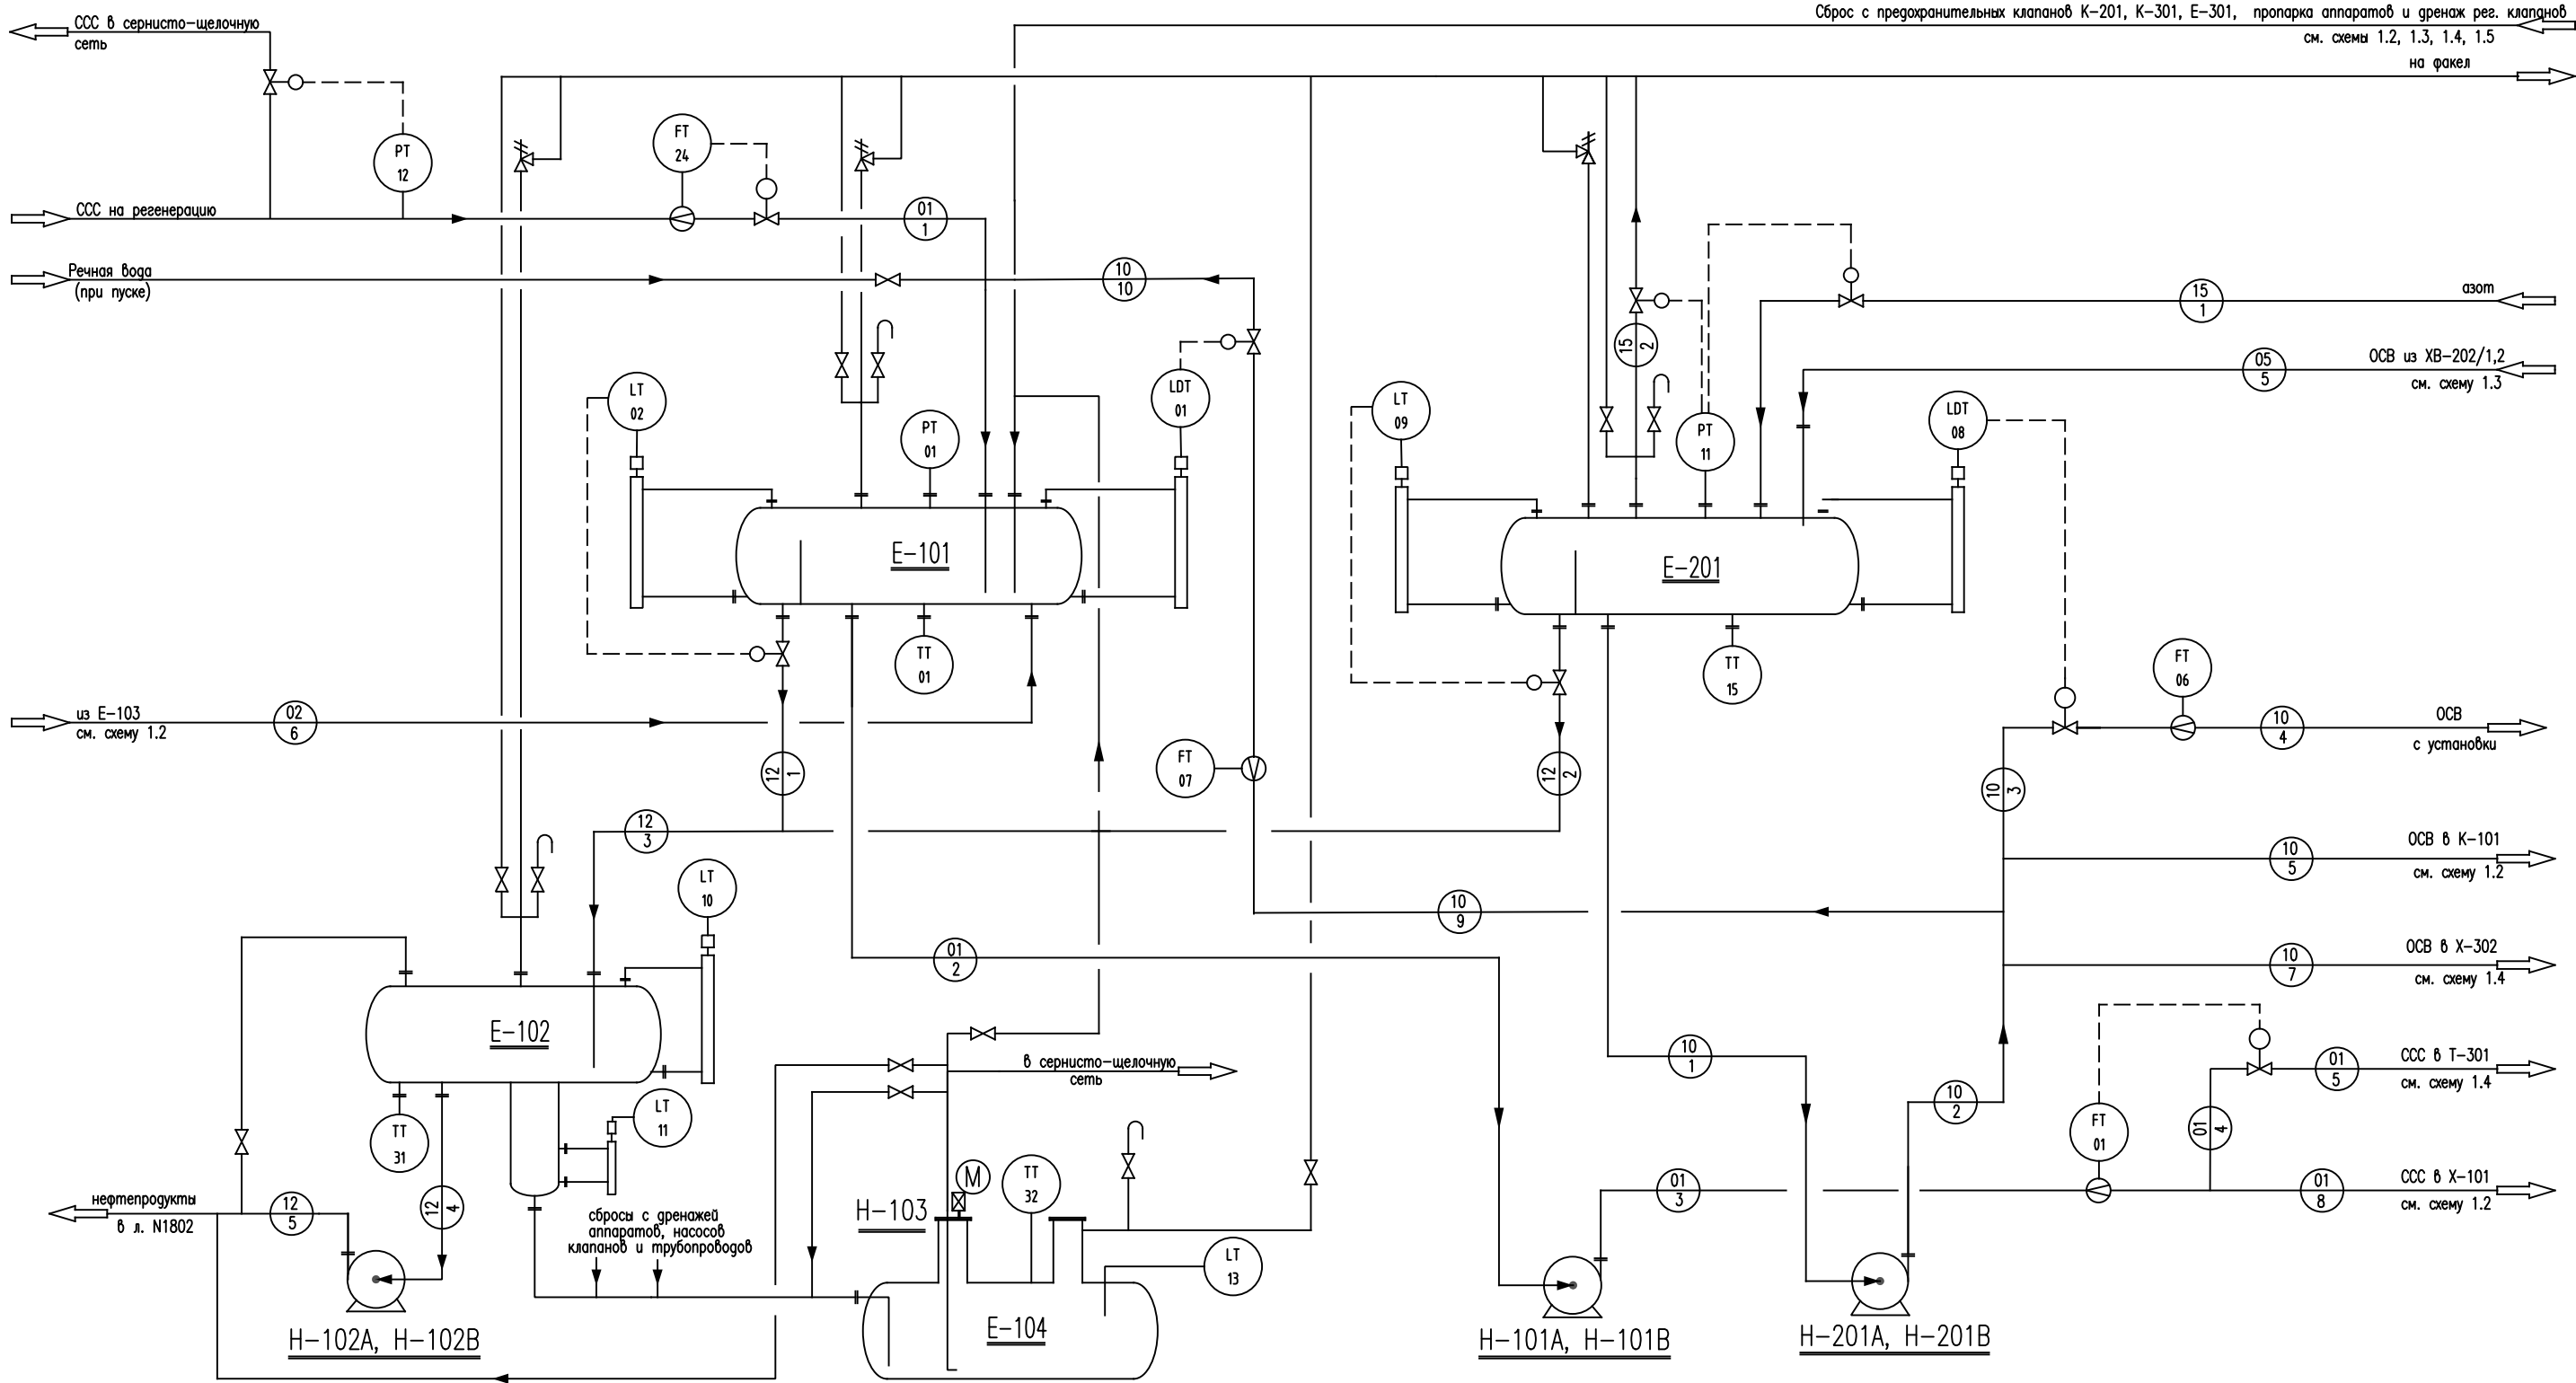 ССС в сернисто-щелочную
сеть
Сброс с предохранительных клапанов К-201, К-301, Е-301, пропарка аппаратов и дренаж рег. клапанов
см. схемы 1.2, 1.3, 1.4, 1.5
на факел
PT
12
FT
24
ССС на регенерацию
01
1
Речная вода
(при пуске)
10
10
15
1
азот
15
2
05
5
ОСВ из ХВ-202/1,2
см. схему 1.3
LT
02
PT
01
LDT
01
LT
09
PT
11
LDT
08
Е-101
Е-201
TT
01
TT
15
FT
06
из Е-103
см. схему 1.2
02
6
10
4
ОСВ
с установки
12
1
FT
07
12
2
10
3
12
3
ОСВ в К-101
см. схему 1.2
10
5
LT
10
10
9
01
2
ОСВ в Х-302
см. схему 1.4
10
7
Е-102
10
1
в сернисто-щелочную
сеть
ССС в Т-301
см. схему 1.4
01
5
10
2
LT
11
TT
31
FT
01
01
4
M
TT
32
ССС в Х-101
см. схему 1.2
01
3
01
8
нефтепродукты
в л. N1802
12
5
12
4
Н-103
сбросы с дренажей
аппаратов, насосов
клапанов и трубопроводов
LT
13
Е-104
Н-102А, Н-102В
Н-101А, Н-101В
Н-201А, Н-201В